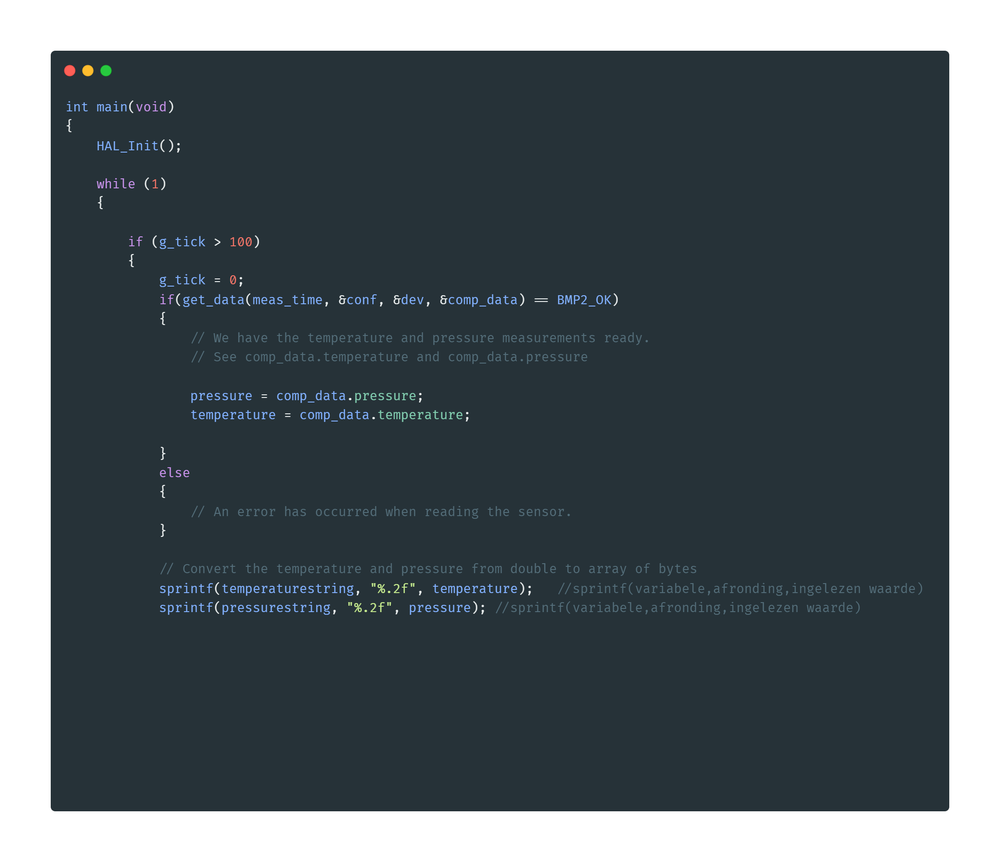 int main(void)
{
    HAL_Init();

    while (1)
    {

        if (g_tick > 100)
        {
            g_tick = 0;
            if(get_data(meas_time, &conf, &dev, &comp_data) == BMP2_OK)
            {
                // We have the temperature and pressure measurements ready.
                // See comp_data.temperature and comp_data.pressure

                pressure = comp_data.pressure;
                temperature = comp_data.temperature;

            }
            else
            {
                // An error has occurred when reading the sensor.
            }

            // Convert the temperature and pressure from double to array of bytes
            sprintf(temperaturestring, "%.2f", temperature);   //sprintf(variabele,afronding,ingelezen waarde)
            sprintf(pressurestring, "%.2f", pressure); //sprintf(variabele,afronding,ingelezen waarde)